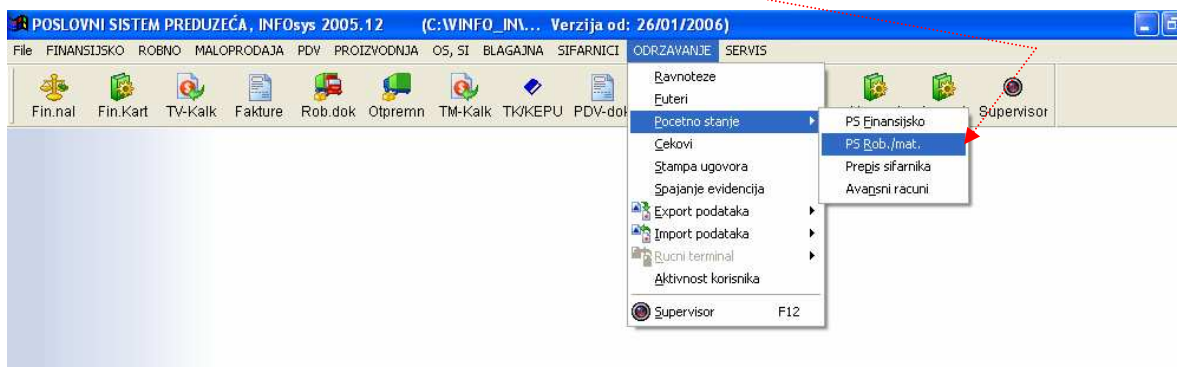 POSLOVNI SISTEM PREDUZEĆA, INFOsys 2005.12 (C:\WINFO_IN\... Verzija od: 26/01/2006)
File FINANSIJSKO ROBNO MALOPRODAJA PDV PROIZVODNJA OS, SI BLAGAJNA SIFARNICI ODRZAVANJE SERVIS
Fin.nal Fin.Kart TV-Kalk Fakture Rob.dok Otpremn TM-Kalk TK/KEPU PDV-dok Supervisor
Ravnoteze
Futeri
Pocetno stanje
Cekovi
Stampa ugovora
Spajanje evidencija
Export podataka
Import podataka
Rucni terminal
Aktivnost korisnika
Supervisor F12
PS Finansijsko
PS Rob./mat.
Prepis sifarnika
Avansni racuni